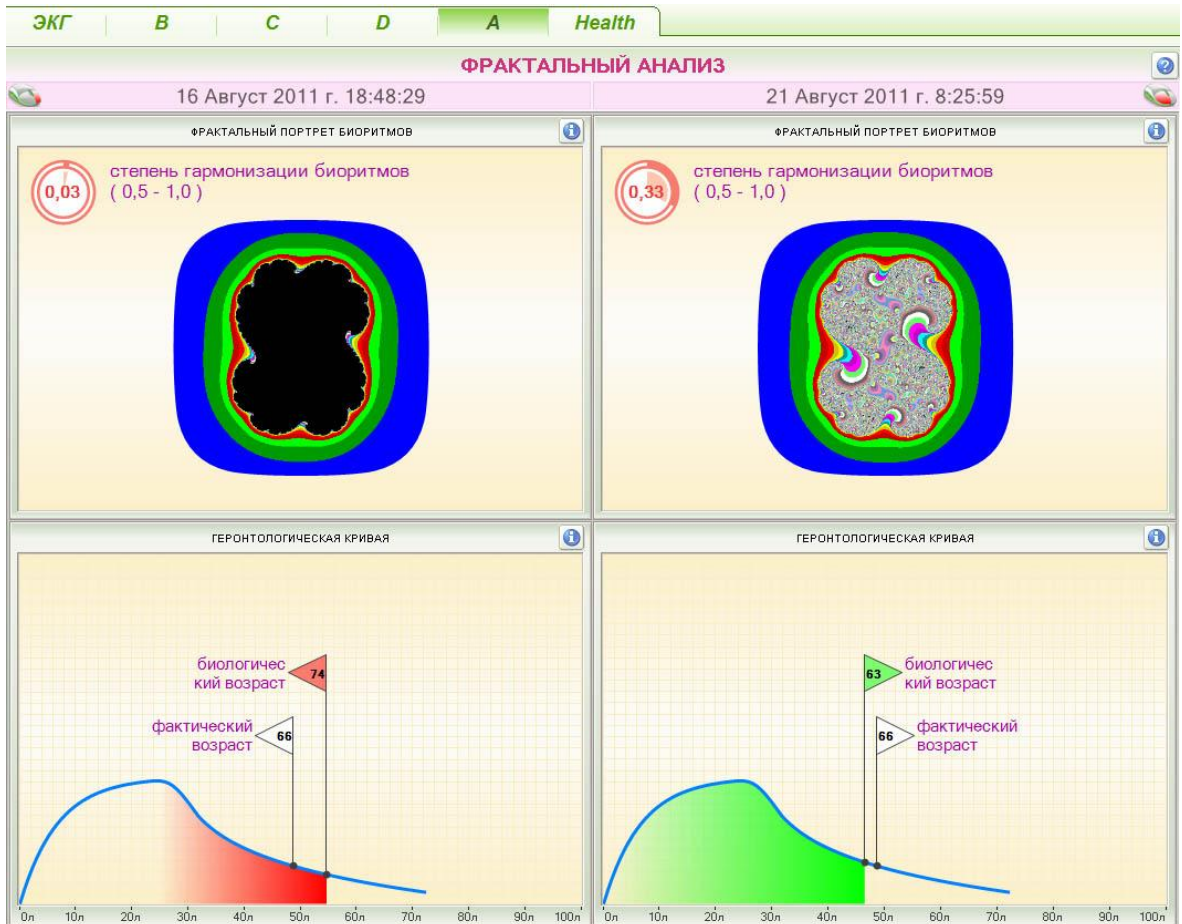 ЭКГ
B
C
D
A
Health
ФРАКТАЛЬНЫЙ АНАЛИЗ
16 Август 2011 г. 18:48:29
21 Август 2011 г. 8:25:59
ФРАКТАЛЬНЫЙ ПОРТРЕТ БИОРИТМОВ
0,03
степень гармонизации биоритмов
( 0,5 - 1,0 )
ФРАКТАЛЬНЫЙ ПОРТРЕТ БИОРИТМОВ
0,33
степень гармонизации биоритмов
( 0,5 - 1,0 )
ГЕРОНТОЛОГИЧЕСКАЯ КРИВАЯ
биологичес
кий возраст
74
фактический
возраст
66
0л 10л 20л 30л 40л 50л 60л 70л 80л 90л 100л
ГЕРОНТОЛОГИЧЕСКАЯ КРИВАЯ
63
биологичес
кий возраст
66
фактический
возраст
0л 10л 20л 30л 40л 50л 60л 70л 80л 90л 100л